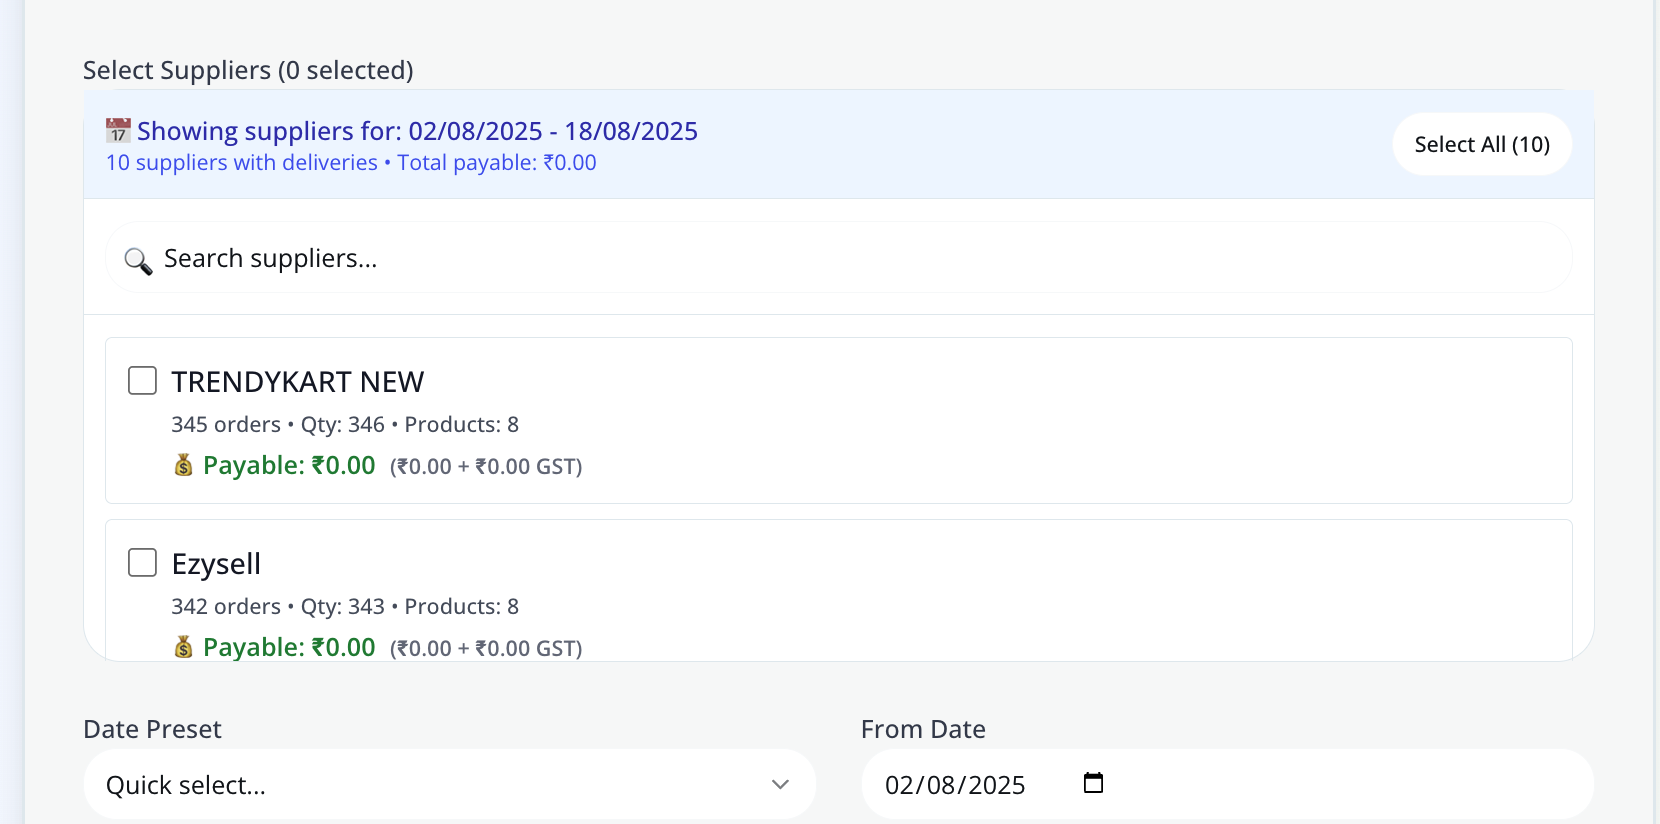 Select Suppliers (0 selected)
Showing suppliers for: 02/08/2025 - 18/08/2025
10 suppliers with deliveries • Total payable: ₹0.00
Select All (10)
Search suppliers...
TRENDYKART NEW
345 orders • Qty: 346 • Products: 8
Payable: ₹0.00 (₹0.00 + ₹0.00 GST)
Ezysell
342 orders • Qty: 343 • Products: 8
Payable: ₹0.00 (₹0.00 + ₹0.00 GST)
Date Preset
Quick select...
From Date
02/08/2025